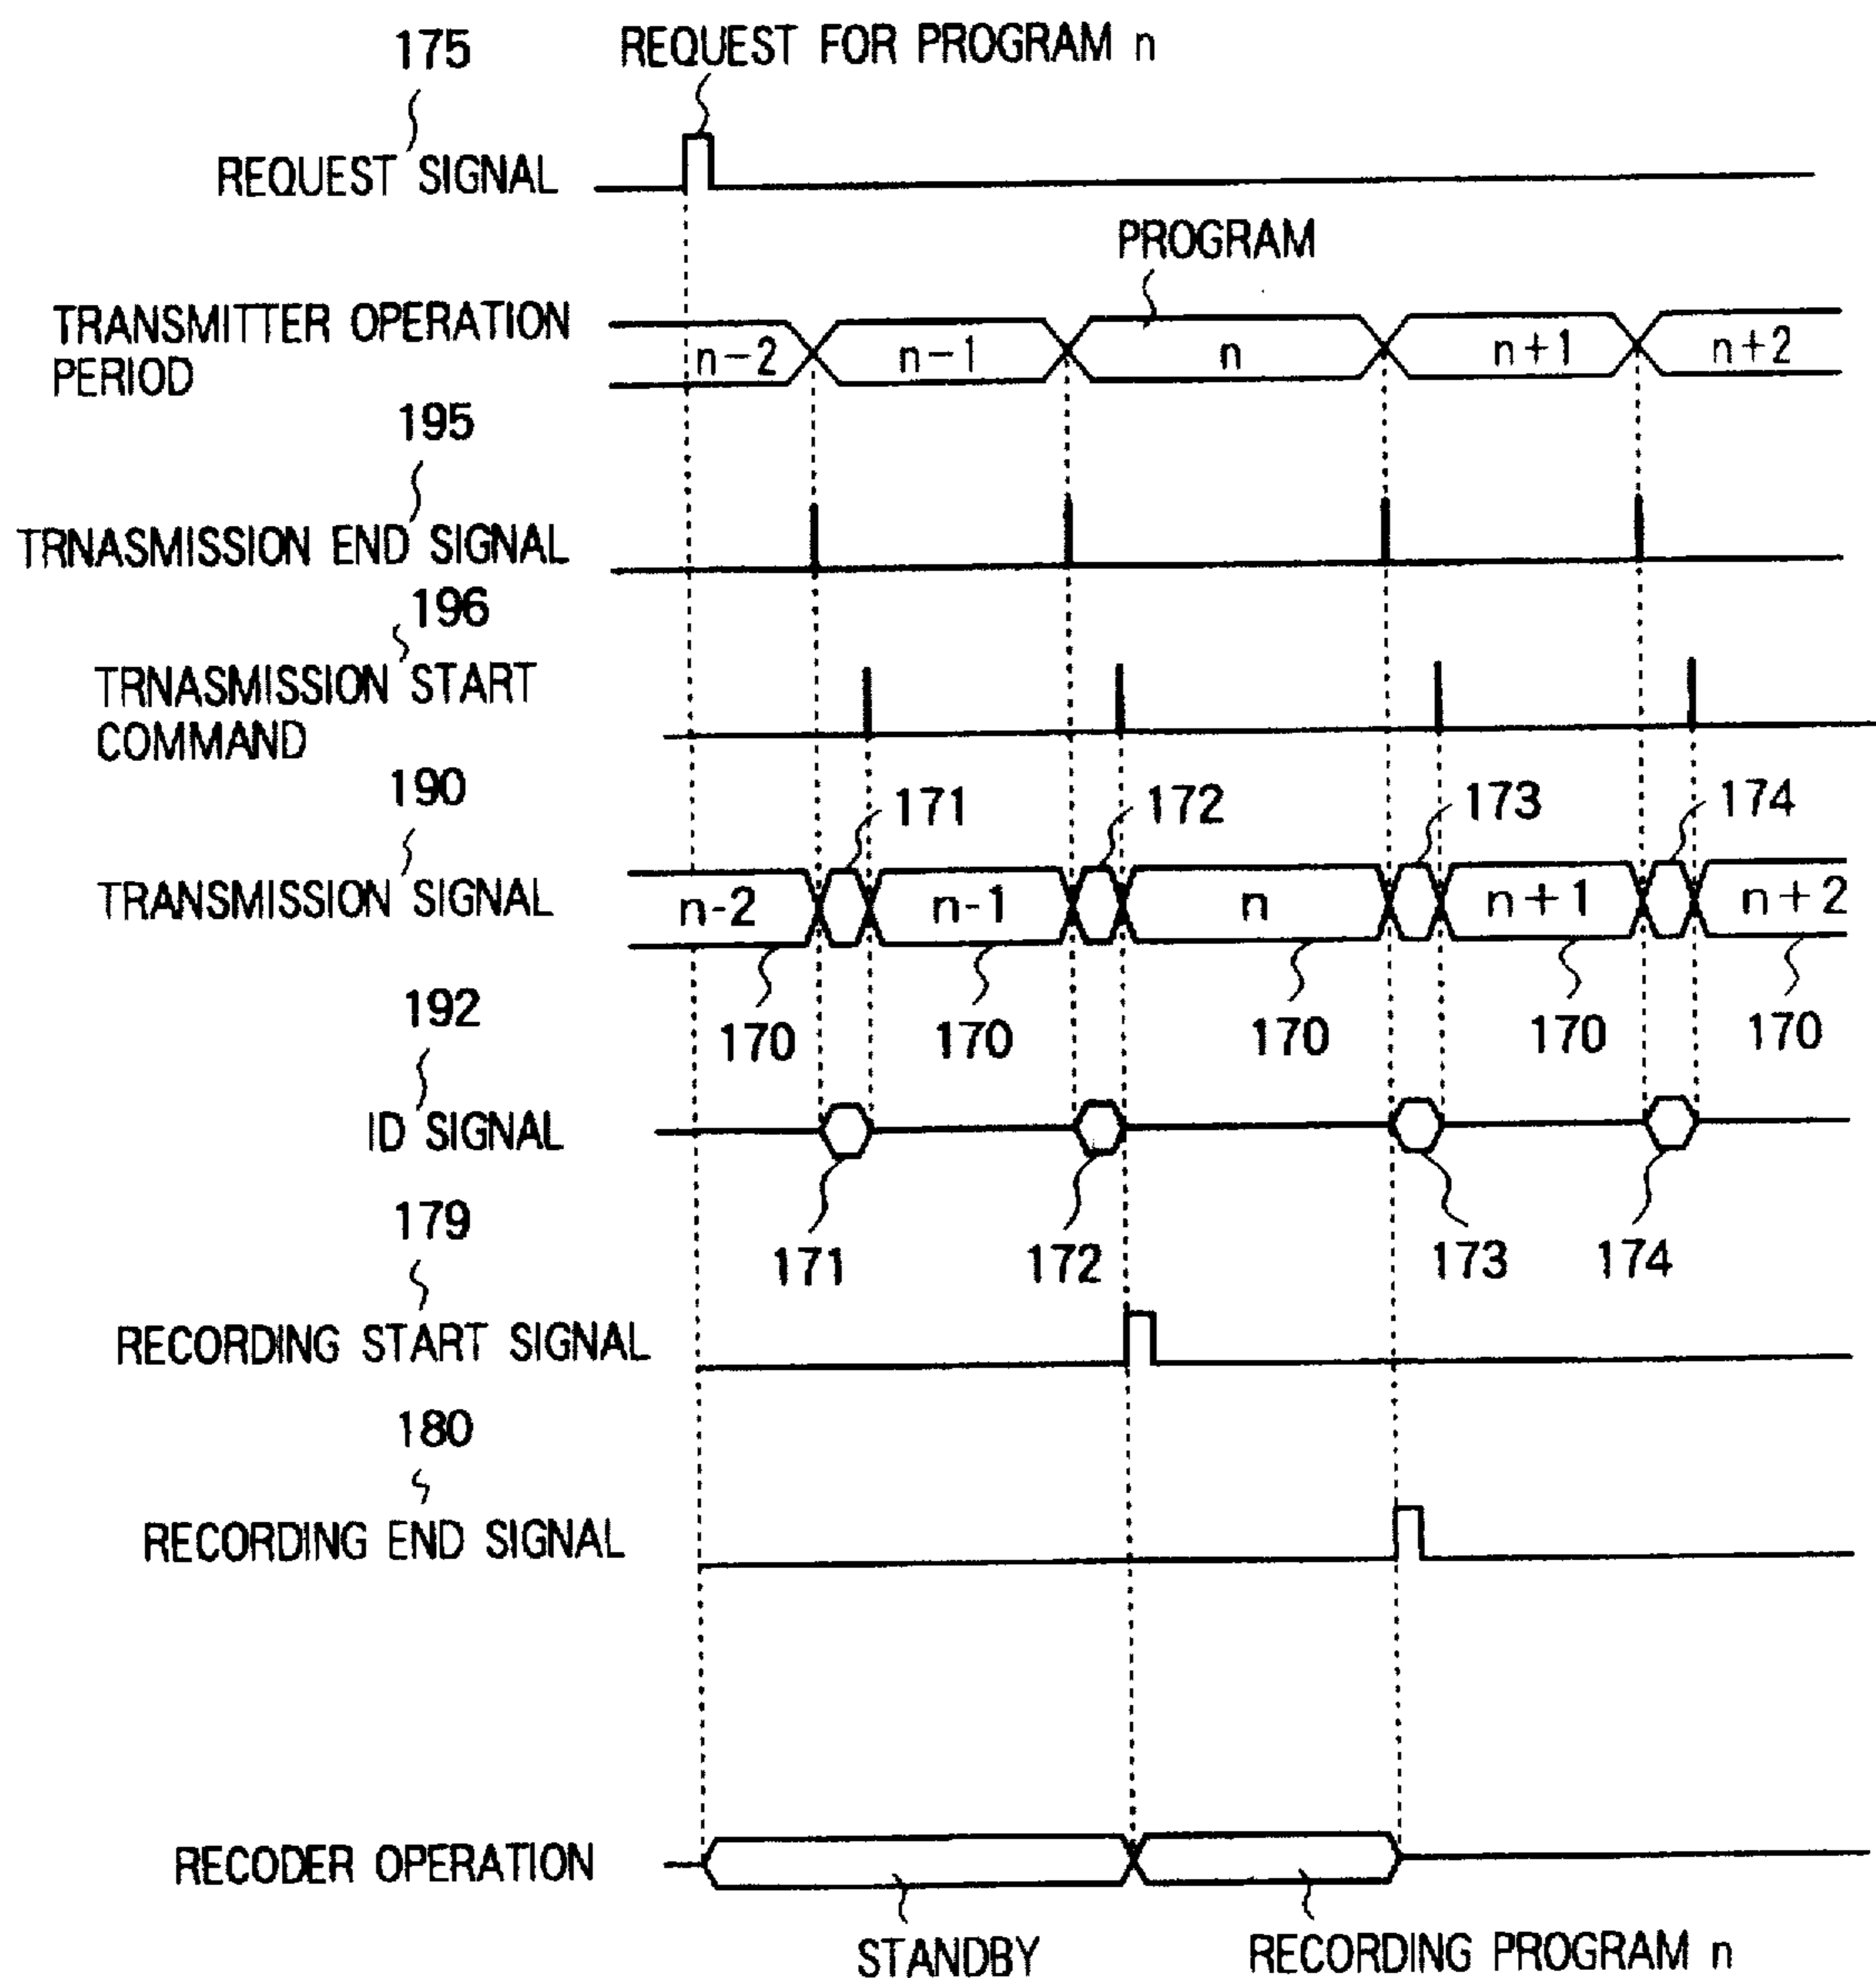 175
REQUEST FOR PROGRAM n
REQUEST SIGNAL
PROGRAM
TRANSMITTER OPERATION
PERIOD
n-2
n-1
n
n+1
n+2
195
TRNASMISSION END SIGNAL
196
TRNASMISSION START
COMMAND
190
171
172
173
174
TRANSMISSION SIGNAL
n-2
n-1
n
n+1
n+2
192
170
170
170
170
170
ID SIGNAL
179
171
172
173
174
RECORDING START SIGNAL
180
RECORDING END SIGNAL
RECODER OPERATION
STANDBY
RECORDING PROGRAM n